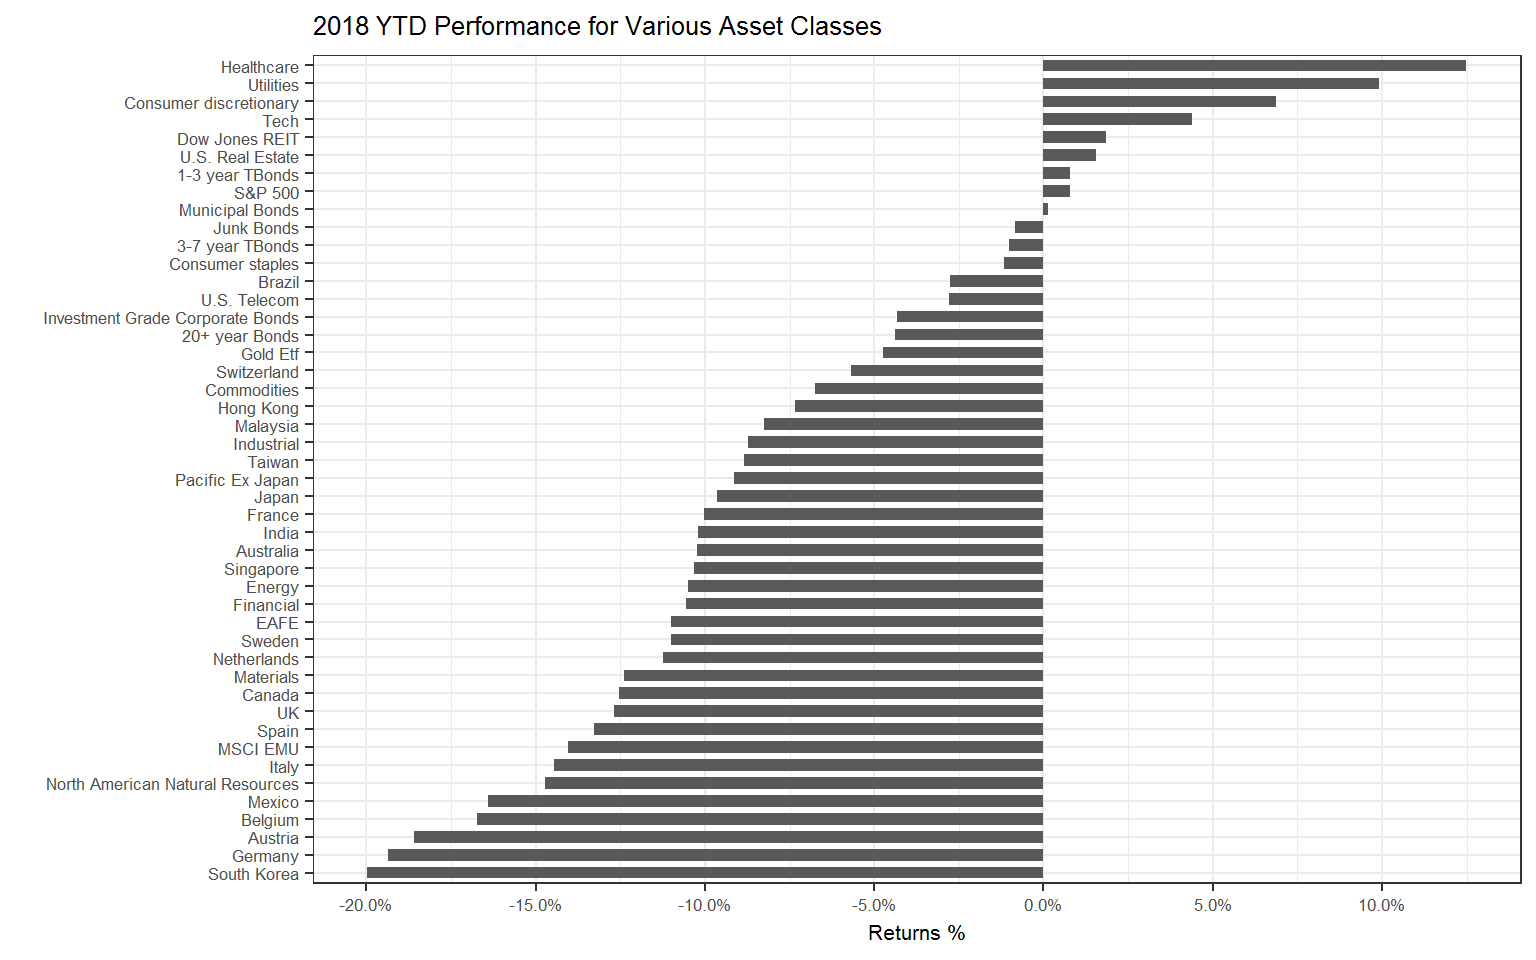 2018 YTD Performance for Various Asset Classes
Healthcare
Utilities
Consumer discretionary
Tech
Dow Jones REIT
U.S. Real Estate
1-3 year TBonds
S&P 500
Municipal Bonds
Junk Bonds
3-7 year TBonds
Consumer staples
Brazil
U.S. Telecom
Investment Grade Corporate Bonds
20+ year Bonds
Gold Etf
Switzerland
Commodities
Hong Kong
Malaysia
Industrial
Taiwan
Pacific Ex Japan
Japan
France
India
Australia
Singapore
Energy
Financial
EAFE
Sweden
Netherlands
Materials
Canada
UK
Spain
MSCI EMU
Italy
North American Natural Resources
Mexico
Belgium
Austria
Germany
South Korea
-20.0% -15.0% -10.0% -5.0% 0.0% 5.0% 10.0%
Returns %